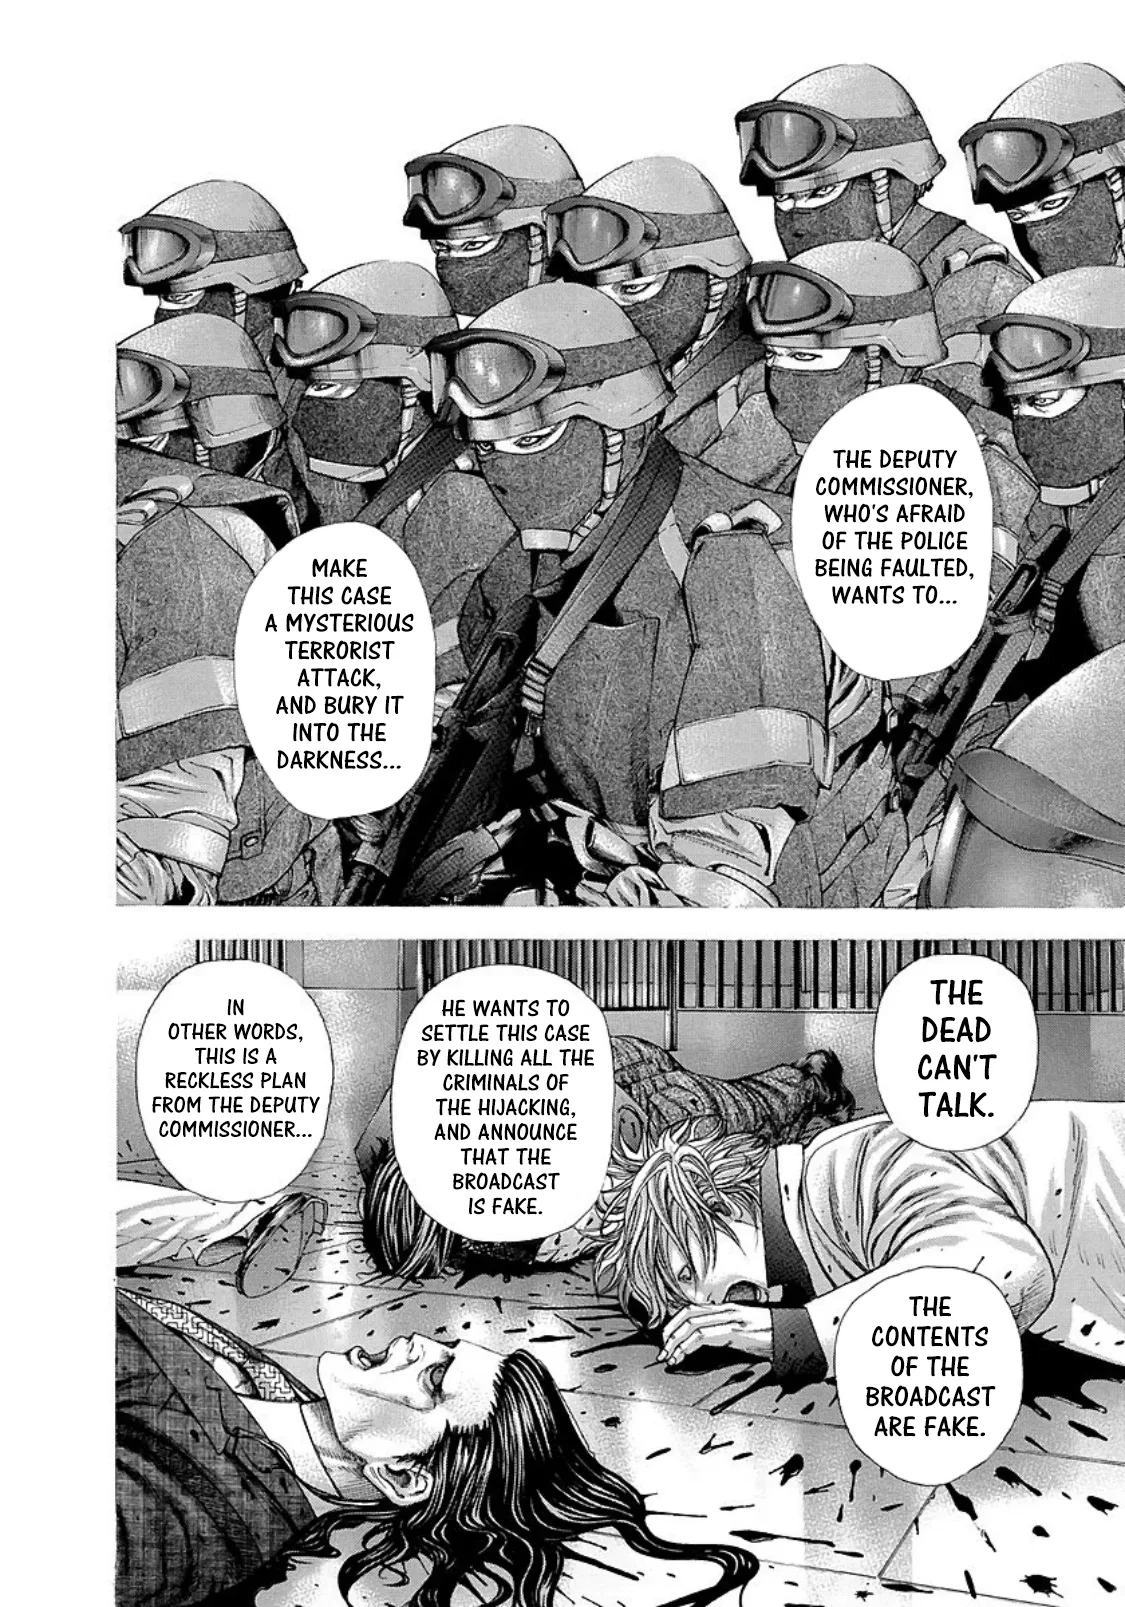 THE DEPUTY
COMMISSIONER,
WHO'S AFRAID
OF THE POLICE
BEING FAULTED,
WANTS TO...
MAKE
THIS CASE
A MYSTERIOUS
TERRORIST
ATTACK,
AND BURY IT
INTO THE
DARKNESS...
THE
DEAD
CAN'T
TALK.
THE
CONTENTS
OF THE
BROADCAST
ARE FAKE.
HE WANTS TO
SETTLE THIS CASE
BY KILLING ALL THE
CRIMINALS OF
THE HIJACKING,
AND ANNOUNCE
THAT THE
BROADCAST
IS FAKE.
IN
OTHER WORDS,
THIS IS A
RECKLESS PLAN
FROM THE DEPUTY
COMMISSIONER...